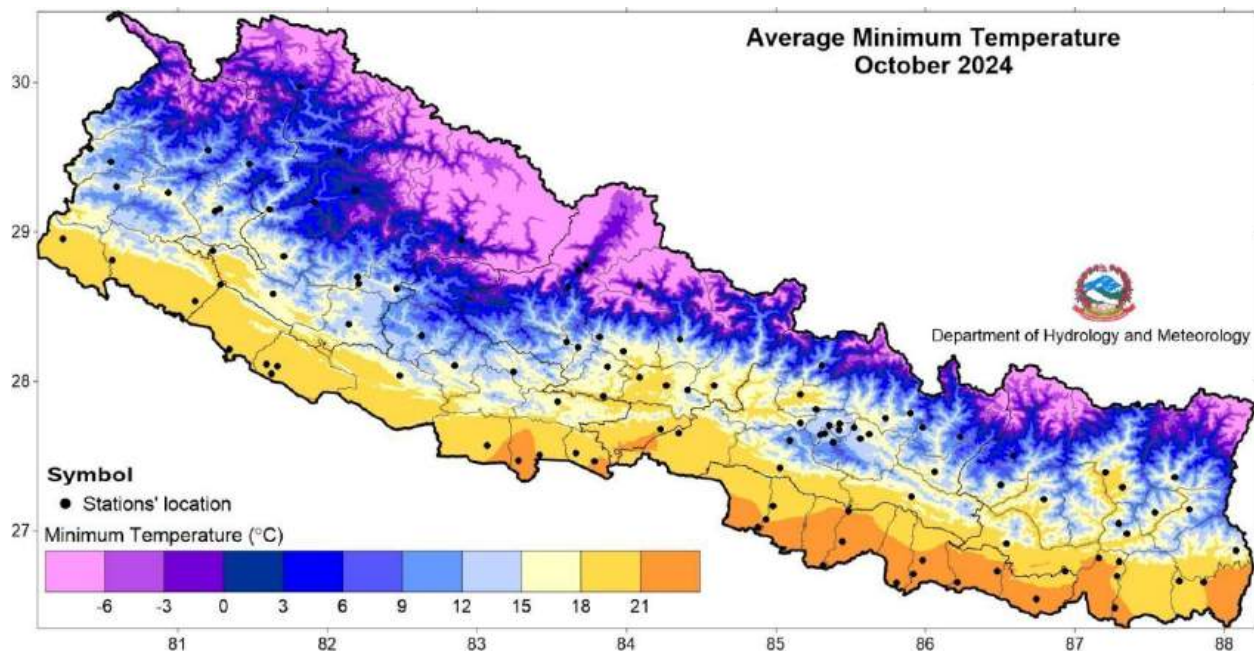 Average Minimum Temperature
October 2024
30
29
28
27
Department of Hydrology and Meteorology
Symbol
Stations' location
Minimum Temperature (°C)
-6 -3 0 3 6 9 12 15 18 21
81 82 83 84 85 86 87 88